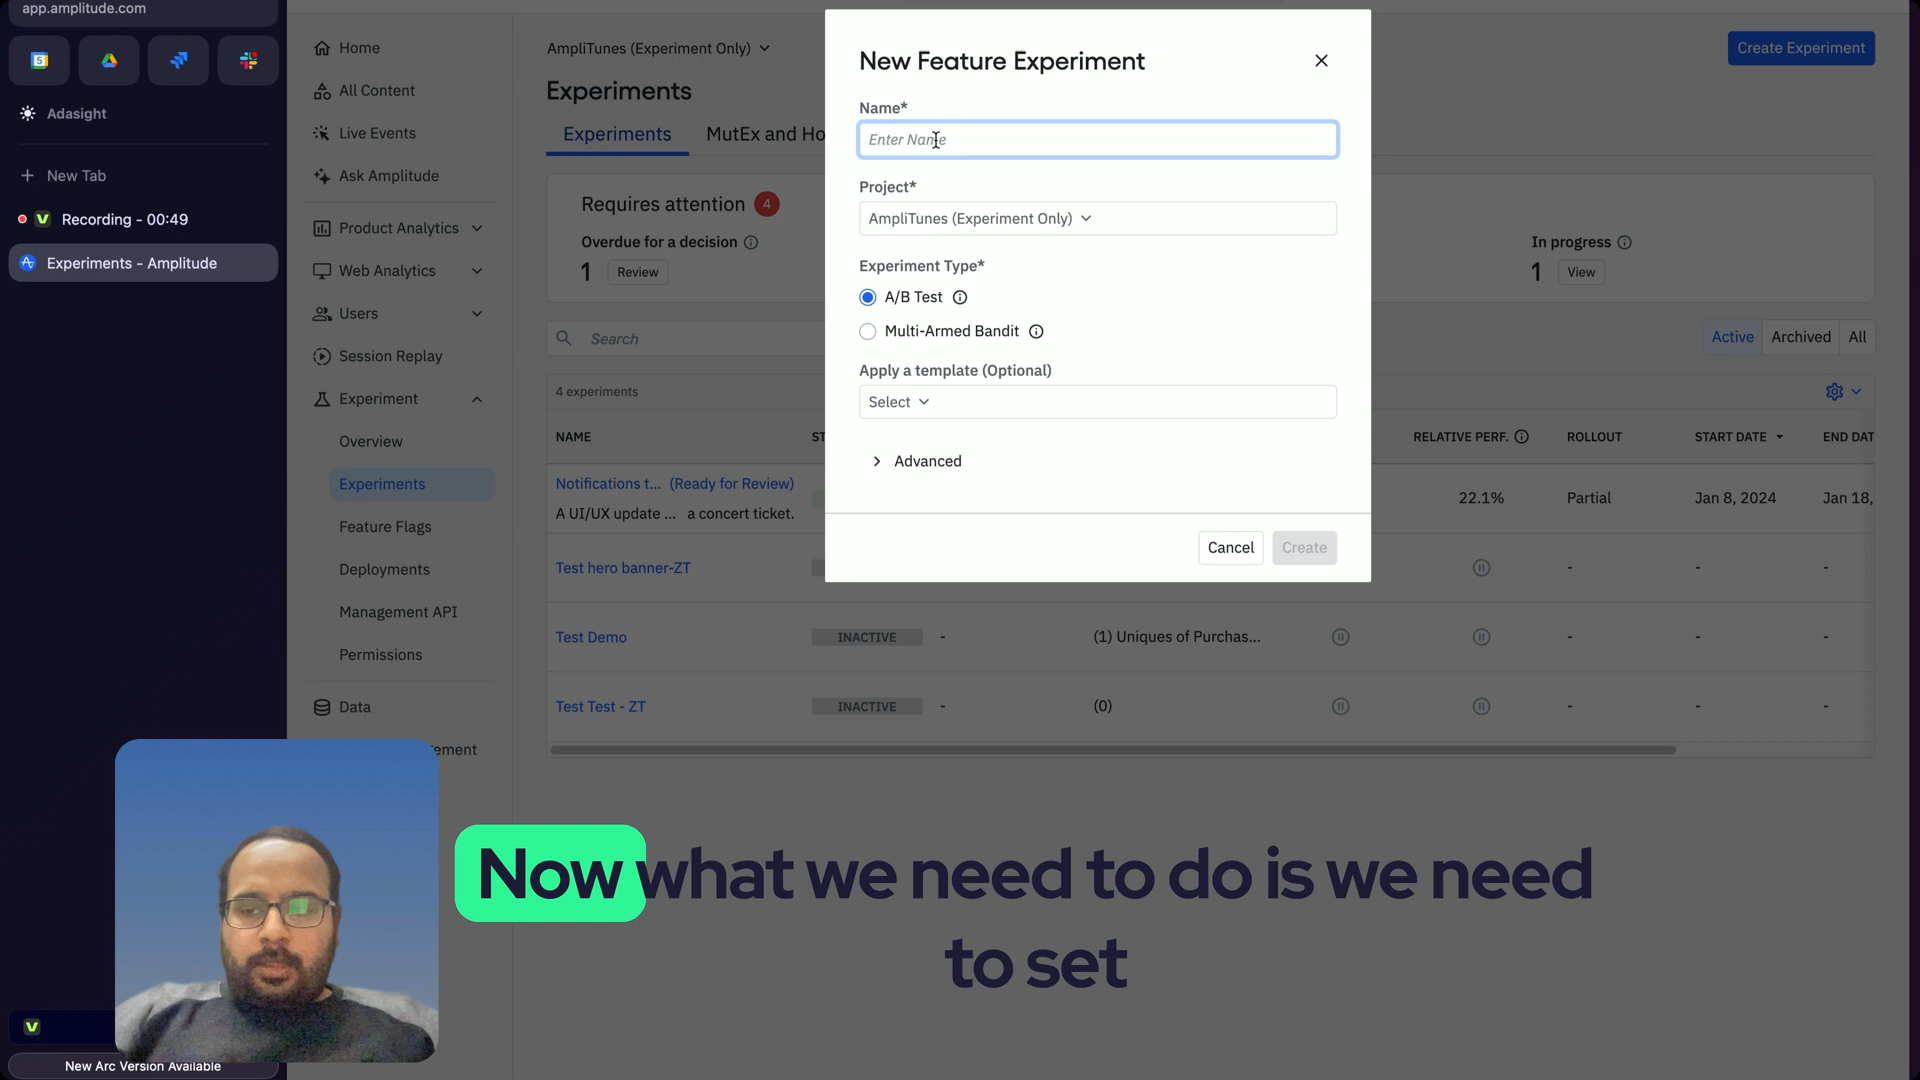 app.amplitude.com
5
Adasight
New Tab
Recording - 00:49
Experiments - Amplitude
New Arc Version Available
Home
All Content
Live Events
Ask Amplitude
Product Analytics
Web Analytics
Users
Session Replay
Experiment
Overview
Experiments
Feature Flags
Deployments
Management API
Permissions
Data
AmpliTunes (Experiment Only)
Create Experiment
Experiments
Experiments
MutEx and Ho
Requires attention 4
Overdue for a decision
1 Review
In progress
1 View
Search
Active Archived All
4 experiments
NAME ST RELATIVE PERF. ROLLOUT START DATE END DAT
Notifications t... (Ready for Review)
A UI/UX update ... a concert ticket.
22.1% Partial Jan 8, 2024 Jan 18,
Test hero banner-ZT - - -
Test Demo INACTIVE - (1) Uniques of Purchas... - - -
Test Test - ZT INACTIVE - (0) - - -
New Feature Experiment
Name*
Enter Name
Project*
AmpliTunes (Experiment Only)
Experiment Type*
A/B Test
Multi-Armed Bandit
Apply a template (Optional)
Select
Advanced
Cancel Create
Now what we need to do is we need
to set